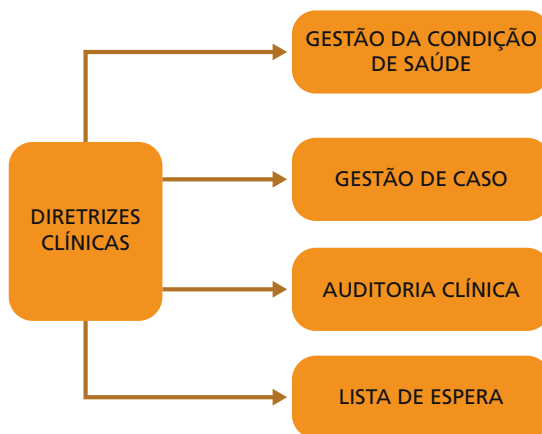 GESTÃO DA CONDIÇÃO
DE SAÚDE
GESTÃO DE CASO
DIRETRIZES
CLÍNICAS
AUDITORIA CLÍNICA
LISTA DE ESPERA